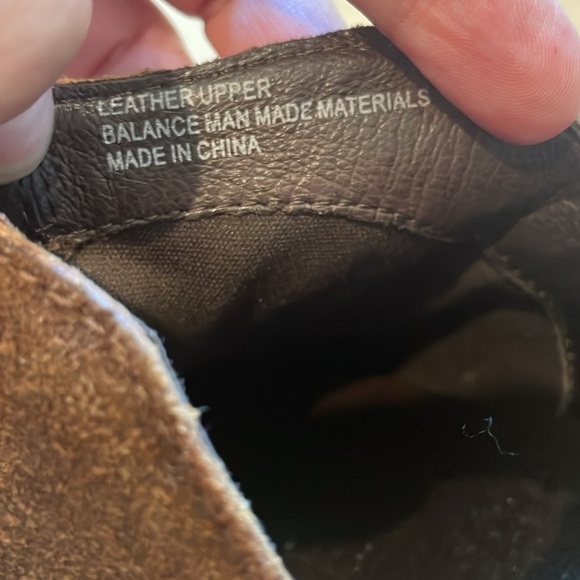 LEATHER UPPER
BALANCE MAN MADE MATERIALS
MADE IN CHINA